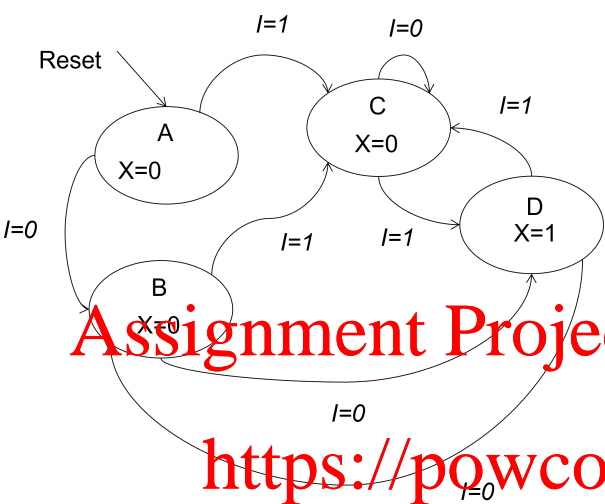 I=1
I=0
Reset
A
X=0
C
X=0
I=1
I=0
I=1
I=1
D
X=1
B
X=0
Assignment Proje
I=0
https://powco
I=0